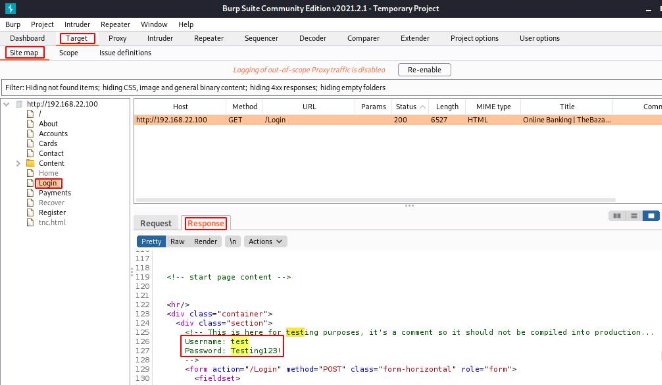 Burp Suite Community Edition v2021.2.1 - Temporary Project
Burp Project Intruder Repeater Window Help
Dashboard Target Proxy Intruder Repeater Sequencer Decoder Comparer Extender Project options User options
Site map Scope Issue definitions
Logging of out-of-scope Proxy traffic is disabled Re-enable
Filter: Hiding not found items; hiding CSS, image and general binary content; hiding 4xx responses; hiding empty folders
http://192.168.22.100
/
About
Accounts
Cards
Contact
Content
Home
Login
Payments
Recover
Register
tnc.html
Host Method URL Params Status Length MIME type Title Comm
http://192.168.22.100 GET /Login 200 6527 HTML Online Banking | TheBaza...
Request Response
Pretty Raw Render \n Actions
117
118
119 <!-- start page content -->
120
121
122 <hr/>
123 <div class="container">
124 <div class="section">
125 <!-- This is here for testing purposes, it's a comment so it should not be compiled into production...
126 Username: test
127 Password: Testing123!
128 -->
129 <form action="/Login" method="POST" class="form-horizontal" role="form">
130 <fieldset>